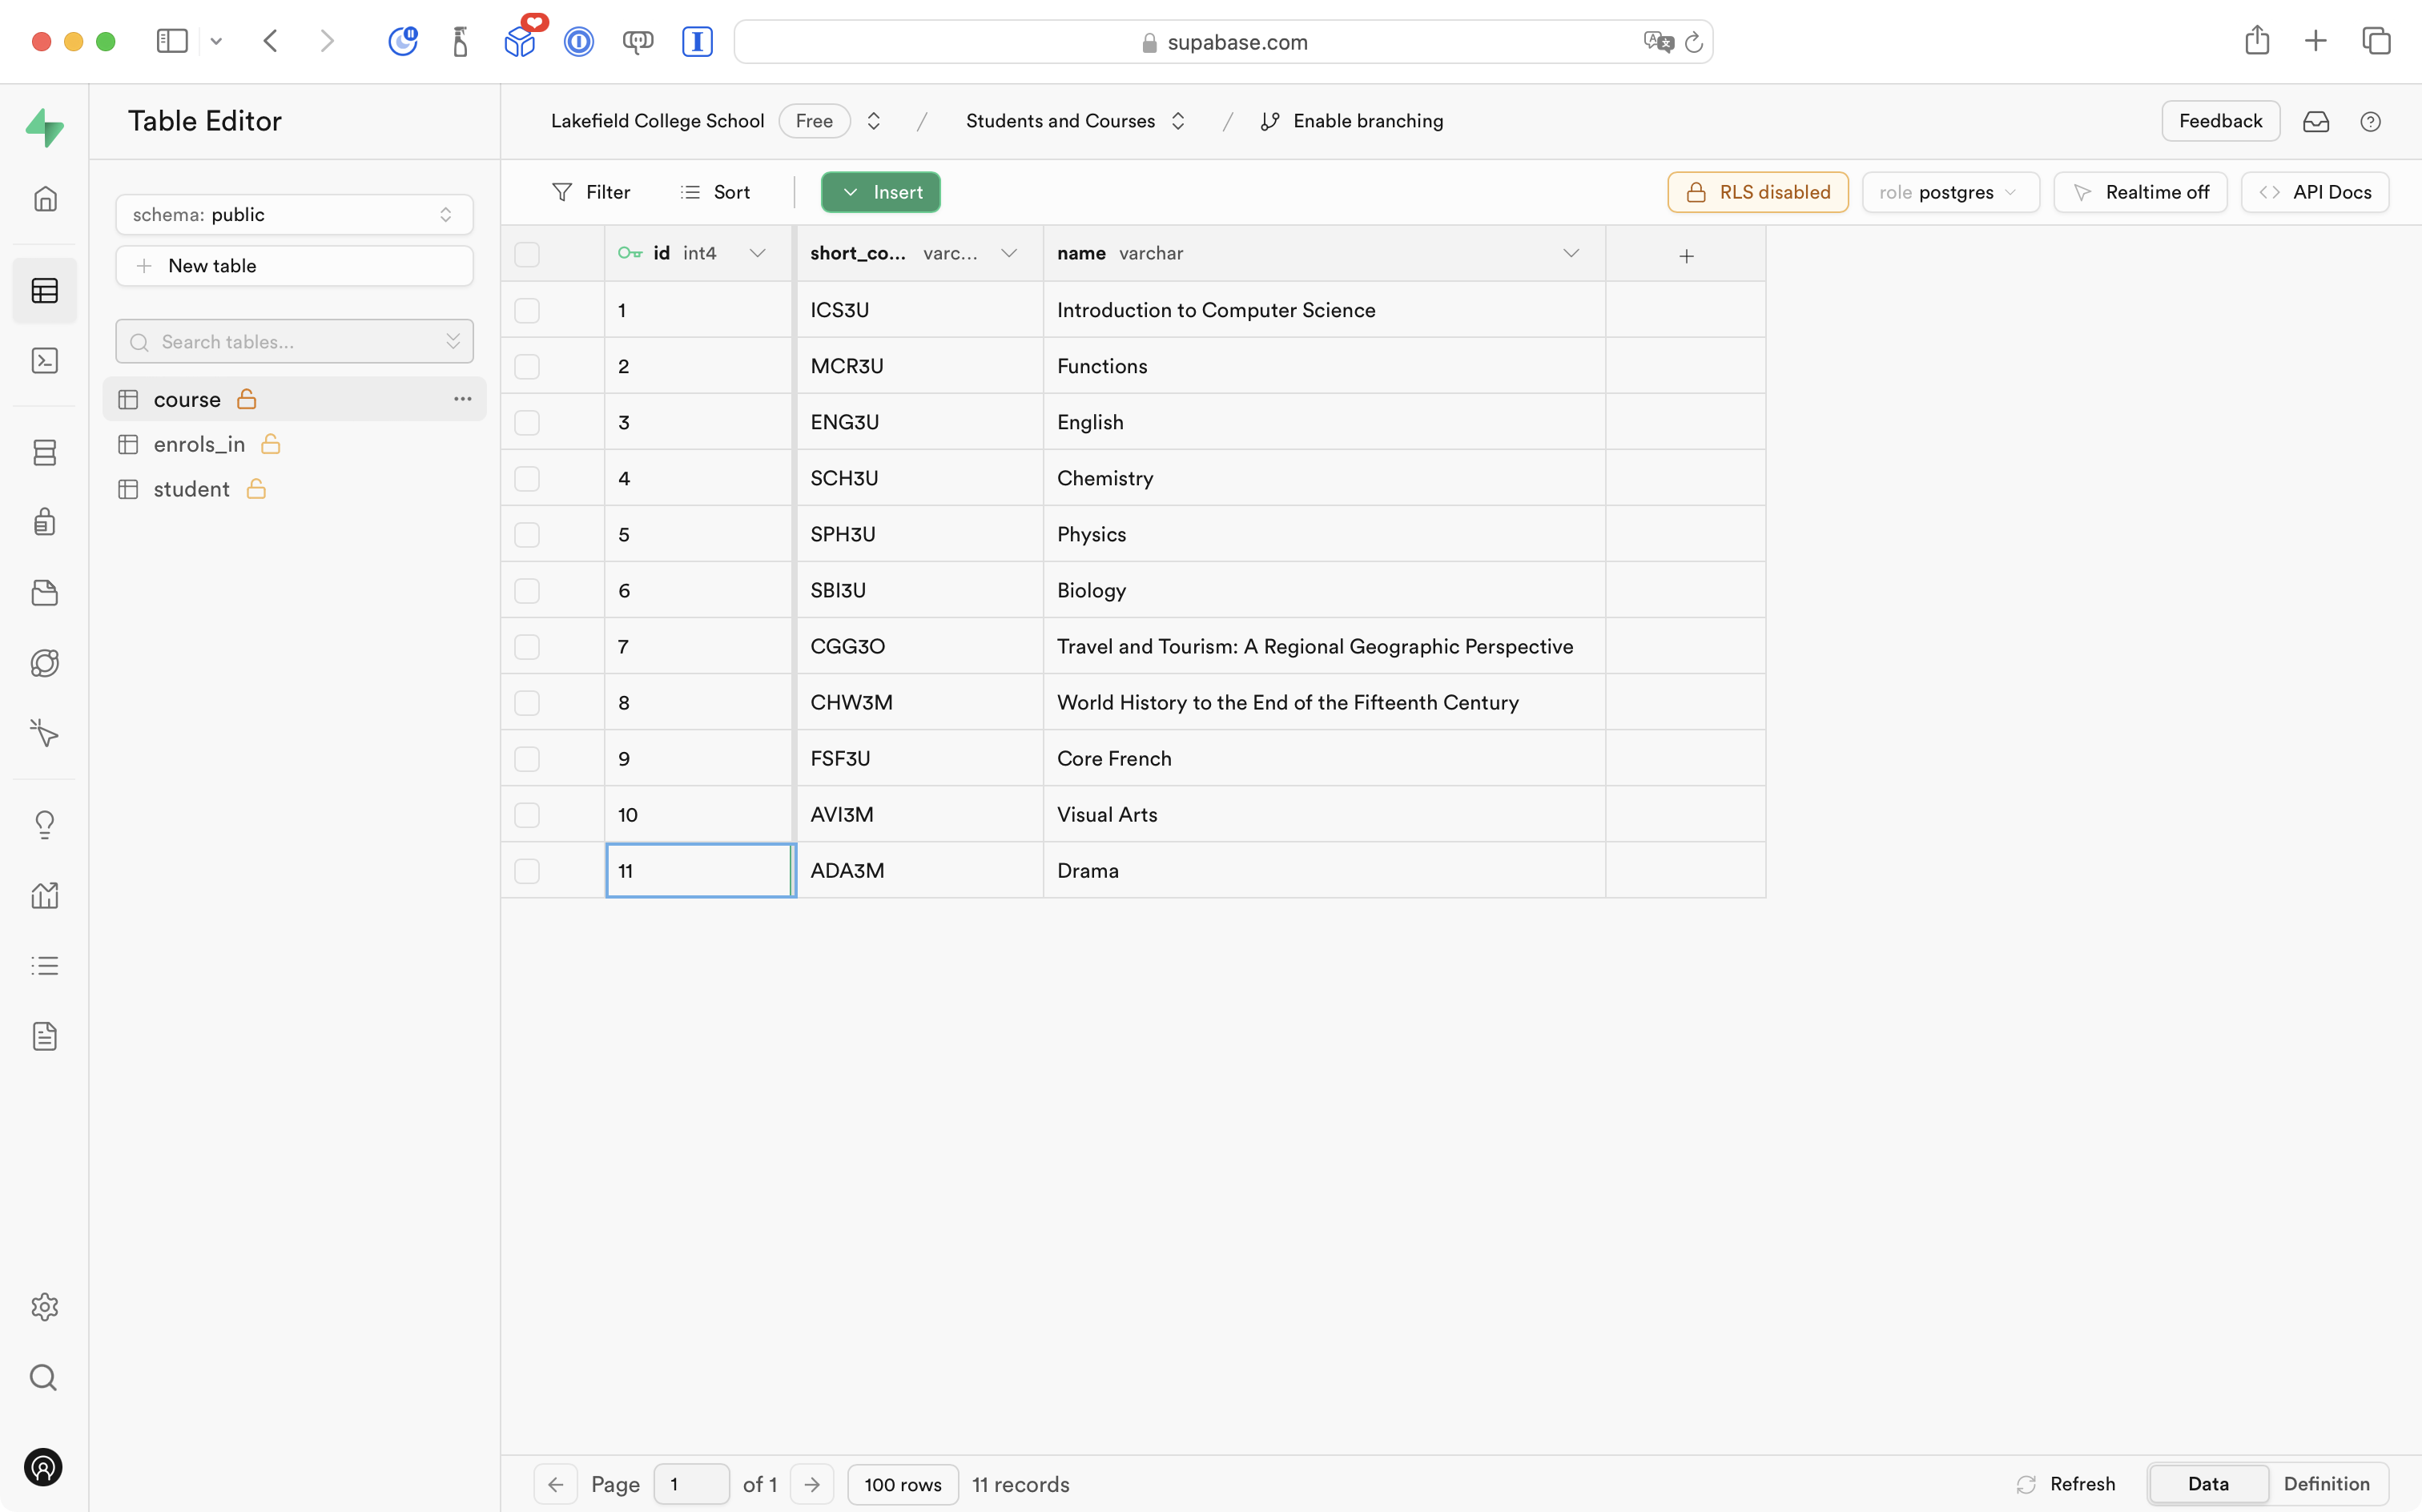 supabase.com
Table Editor
Lakefield College School Free / Students and Courses / Enable branching
Feedback
schema: public
New table
Search tables...
course
enrols_in
student
Filter Sort Insert
RLS disabled role postgres Realtime off API Docs
id int4 short_co... varc... name varchar
1 ICS3U Introduction to Computer Science
2 MCR3U Functions
3 ENG3U English
4 SCH3U Chemistry
5 SPH3U Physics
6 SBI3U Biology
7 CGG3O Travel and Tourism: A Regional Geographic Perspective
8 CHW3M World History to the End of the Fifteenth Century
9 FSF3U Core French
10 AVI3M Visual Arts
11 ADA3M Drama
Page 1 of 1 100 rows 11 records
Refresh Data Definition